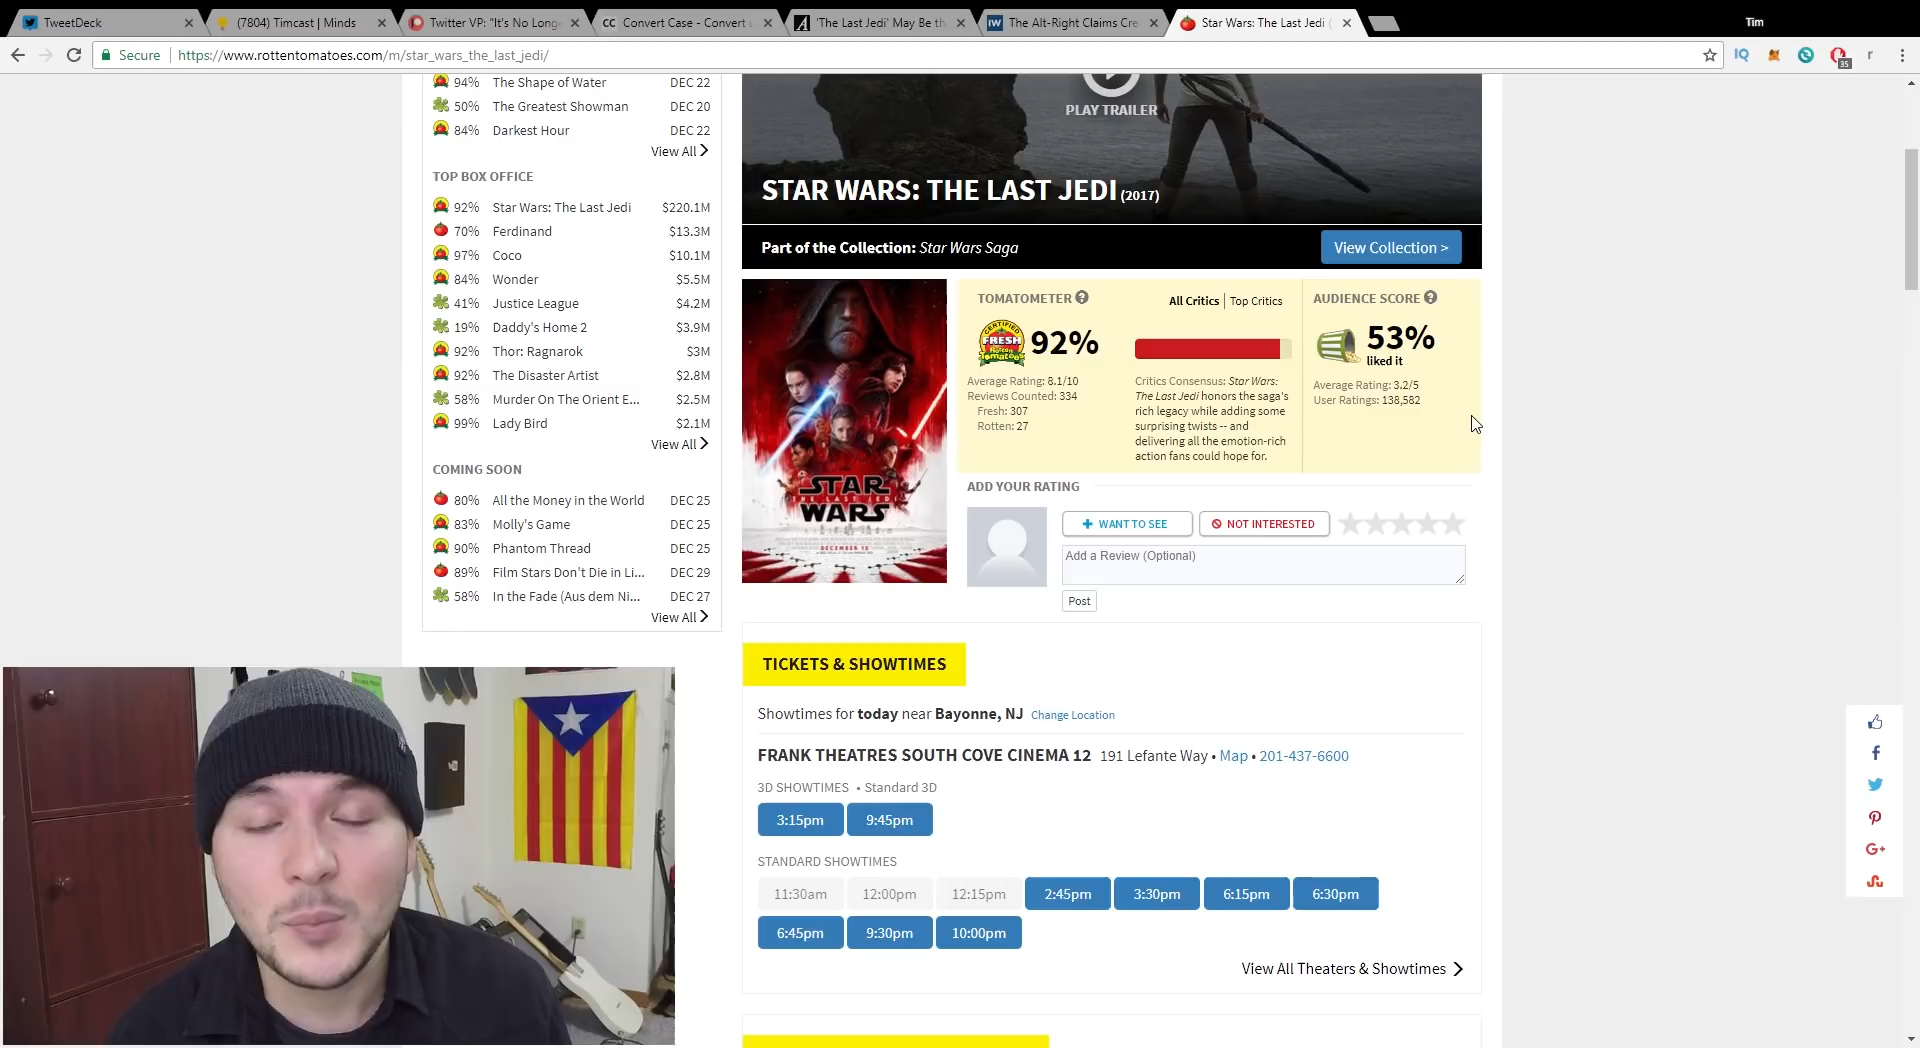 TweetDeck
(7804) Timcast | Minds
Twitter VP: "It's No Longe
CC Convert Case - Convert u
'The Last Jedi' May Be th
IW The Alt-Right Claims Cre
Star Wars: The Last Jedi (
Tim
Secure
https://www.rottentomatoes.com/m/star_wars_the_last_jedi/
IQ
35
r
94% The Shape of Water DEC 22
50% The Greatest Showman DEC 20
84% Darkest Hour DEC 22
View All
TOP BOX OFFICE
92% Star Wars: The Last Jedi $220.1M
70% Ferdinand $13.3M
97% Coco $10.1M
84% Wonder $5.5M
41% Justice League $4.2M
19% Daddy's Home 2 $3.9M
92% Thor: Ragnarok $3M
92% The Disaster Artist $2.8M
58% Murder On The Orient E... $2.5M
99% Lady Bird $2.1M
View All
COMING SOON
80% All the Money in the World DEC 25
83% Molly's Game DEC 25
90% Phantom Thread DEC 25
89% Film Stars Don't Die in Li... DEC 29
58% In the Fade (Aus dem Ni... DEC 27
View All
PLAY TRAILER
STAR WARS: THE LAST JEDI (2017)
Part of the Collection: Star Wars Saga
View Collection >
STAR
THE LAST JEDI
WARS
DECEMBER 15
TOMATOMETER
All Critics | Top Critics
CERTIFIED
FRESH
Rotten
Tomatoes
92%
Average Rating: 8.1/10
Reviews Counted: 334
Fresh: 307
Rotten: 27
Critics Consensus: Star Wars:
The Last Jedi honors the saga's
rich legacy while adding some
surprising twists -- and
delivering all the emotion-rich
action fans could hope for.
AUDIENCE SCORE
53%
liked it
Average Rating: 3.2/5
User Ratings: 138,582
ADD YOUR RATING
WANT TO SEE
NOT INTERESTED
Add a Review (Optional)
Post
TICKETS & SHOWTIMES
Showtimes for today near Bayonne, NJ Change Location
FRANK THEATRES SOUTH COVE CINEMA 12 191 Lefante Way • Map • 201-437-6600
3D SHOWTIMES • Standard 3D
3:15pm 9:45pm
STANDARD SHOWTIMES
11:30am 12:00pm 12:15pm 2:45pm 3:30pm 6:15pm 6:30pm
6:45pm 9:30pm 10:00pm
View All Theaters & Showtimes
G+